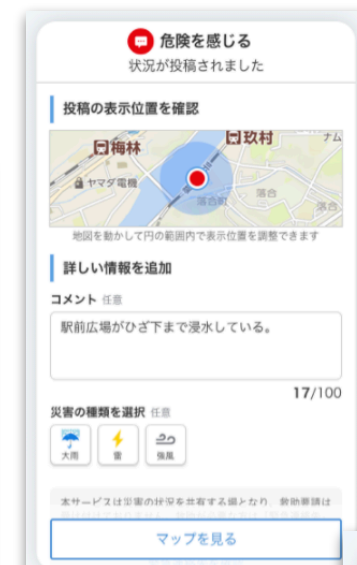 危険を感じる
状況が投稿されました
投稿の表示位置を確認
梅林
玖村
ナム
ヤマダ電機
落合
落合
地図を動かして円の範囲内で表示位置を調整できます
詳しい情報を追加
コメント 任意
駅前広場がひざ下まで浸水している。
17/100
災害の種類を選択 任意
大雨
雷
強風
本サービスは災害の状況を共有する場となり、救助要請は
マップを見る